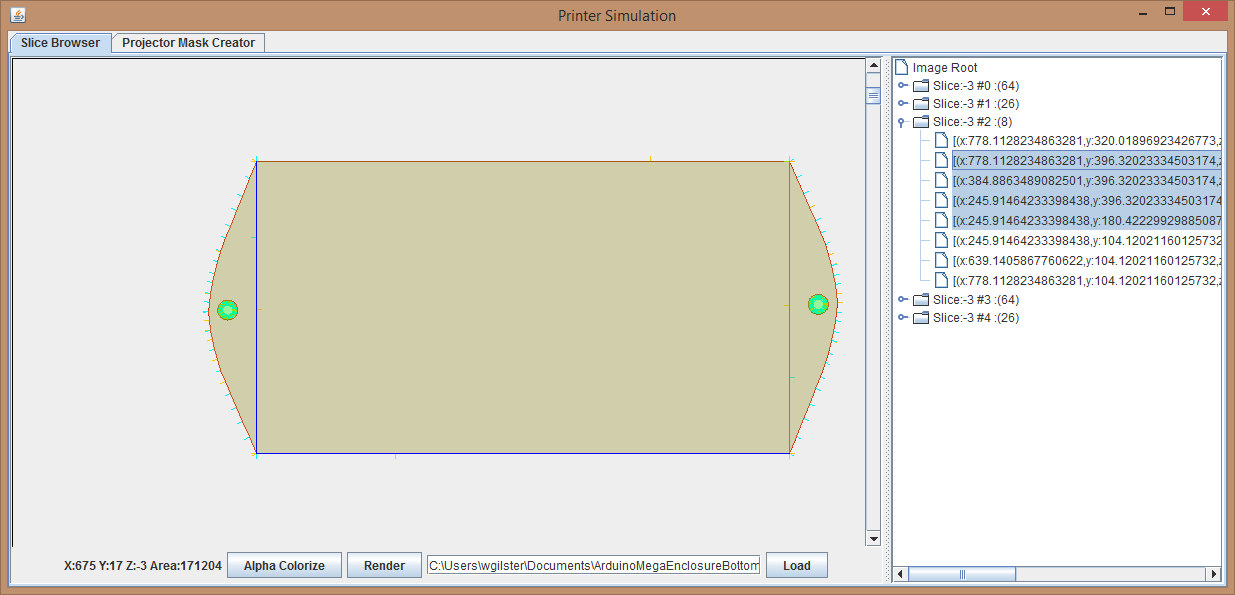 Printer Simulation
Slice Browser
Projector Mask Creator
Image Root
Slice:-3 #0 :(64)
Slice:-3 #1 :(26)
Slice:-3 #2 :(8)
[(x:778.1128234863281,y:320.01896923426773,z
[(x:778.1128234863281,y:396.32023334503174,z
[(x:384.8863489082501,y:396.32023334503174,z
[(x:245.91464233398438,y:396.32023334503174
[(x:245.91464233398438,y:180.42229929885087
[(x:245.91464233398438,y:104.12021160125732
[(x:639.1405867760622,y:104.12021160125732,z
[(x:778.1128234863281,y:104.12021160125732,z
Slice:-3 #3 :(64)
Slice:-3 #4 :(26)
X:675 Y:17 Z:-3 Area:171204
Alpha Colorize
Render
C:\Users\wgilster\Documents\ArduinoMegaEnclosureBottom
Load